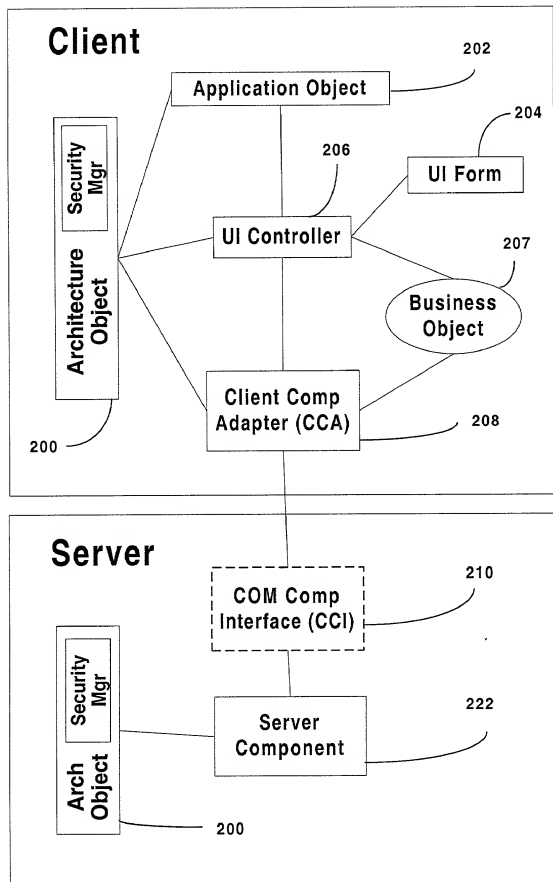 Client
202
Application Object
204
206
UI Form
Security
Mgr
UI Controller
207
Architecture
Object
Business
Object
Client Comp
Adapter (CCA)
208
200
Server
210
COM Comp
Interface (CCI)
Security
Mgr
222
Server
Component
Arch
Object
200